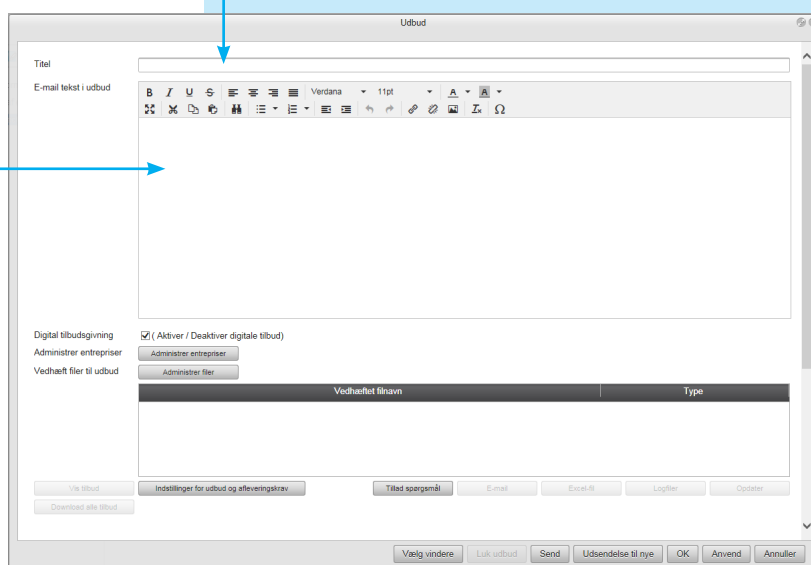 Udbud
Titel
E-mail tekst i udbud
B I U S Verdana 11pt A A
Ω
Digital tilbudsgivning ( Aktiver / Deaktiver digitale tilbud)
Administrer entrepriser Administrer entrepriser
Vedhæft filer til udbud Administrer filer
Vedhæftet filnavn Type
Vis tilbud Indstillinger for udbud og afleveringskrav Tillad spørgsmål E-mail Excel-fil Logfiler Opdater
Download alle tilbud
Vælg vindere Luk udbud Send Udsendelse til nye OK Anvend Annuller